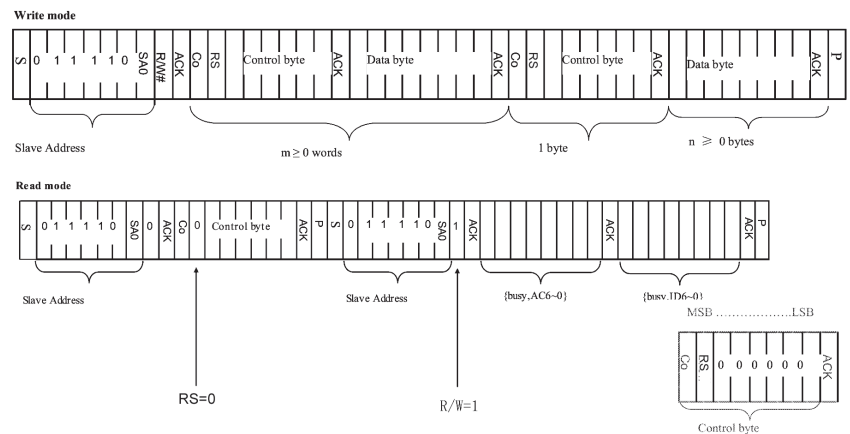 Write mode
S 0 1 1 1 1 0 SA0 R/W# ACK Co RS Control byte ACK Data byte ACK Co RS Control byte ACK Data byte ACK P
Slave Address
m ≥ 0 words
1 byte
n ≥ 0 bytes
Read mode
S 0 1 1 1 1 0 SA0 0 ACK Co 0 Control byte ACK P S 0 1 1 1 1 0 SA0 1 ACK ACK ACK P
Slave Address
Slave Address
{busy,AC6~0}
{busy,ID6~0}
MSB ....................LSB
Co RS 0 0 0 0 0 0 ACK
Control byte
RS=0
R/W=1